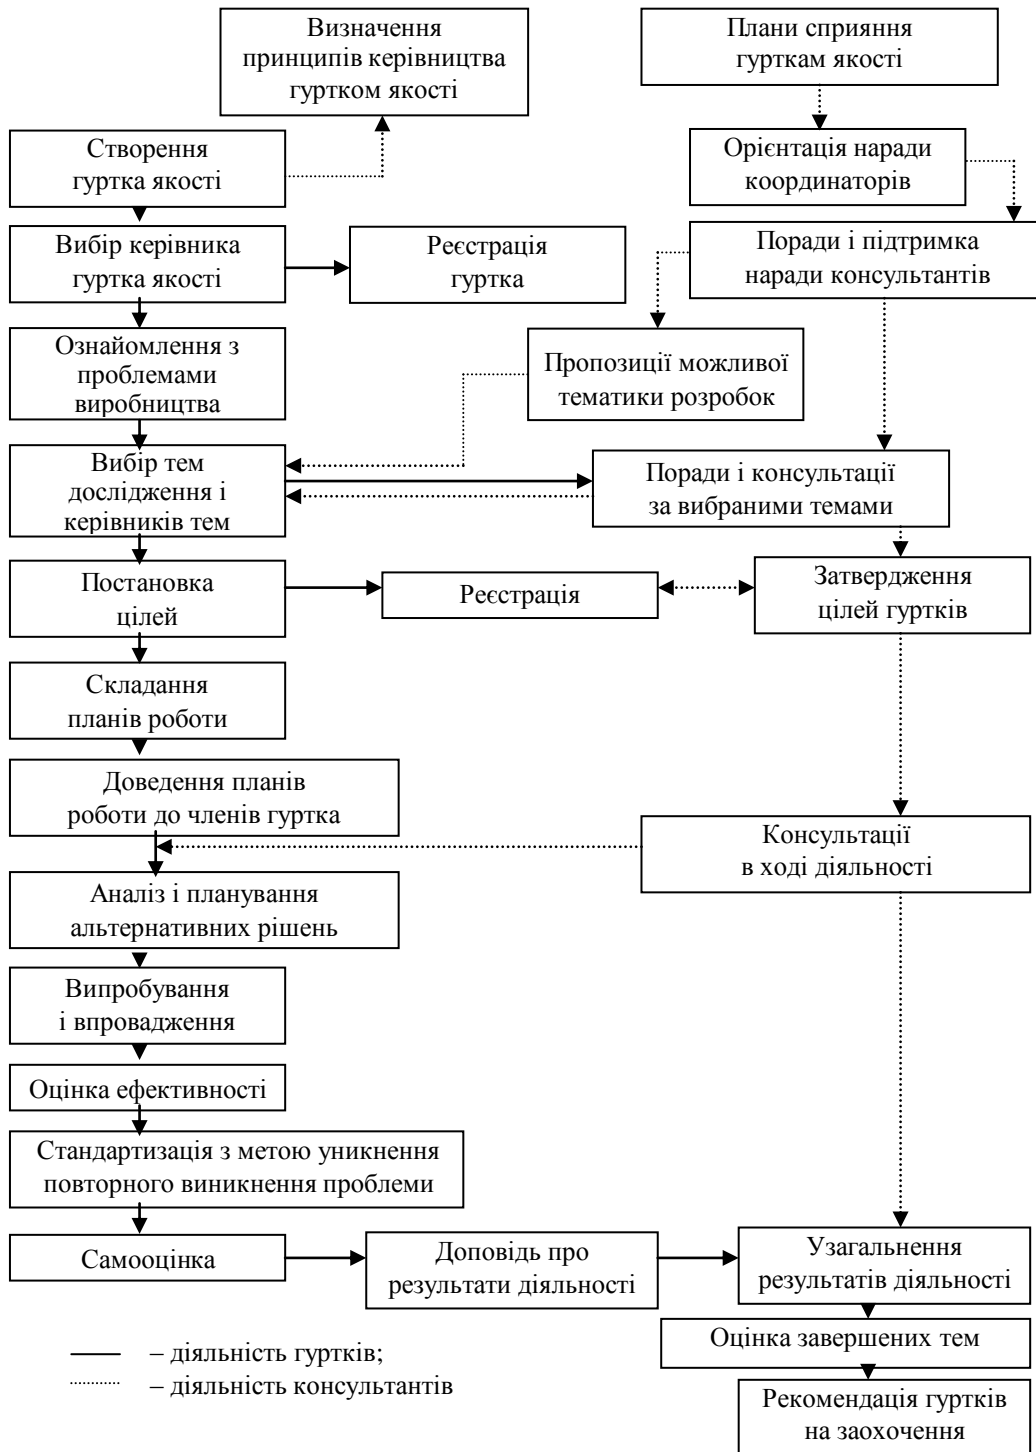 Визначення
принципів керівництва
гуртком якості
Плани сприяння
гурткам якості
Створення
гуртка якості
Орієнтація наради
координаторів
Вибір керівника
гуртка якості
Реєстрація
гуртка
Поради і підтримка
наради консультантів
Ознайомлення з
проблемами
виробництва
Пропозиції можливої
тематики розробок
Вибір тем
дослідження і
керівників тем
Поради і консультації
за вибраними темами
Постановка
цілей
Реєстрація
Затвердження
цілей гуртків
Складання
планів роботи
Доведення планів
роботи до членів гуртка
Консультації
в ході діяльності
Аналіз і планування
альтернативних рішень
Випробування
і впровадження
Оцінка ефективності
Стандартизація з метою уникнення
повторного виникнення проблеми
Самооцінка
Доповідь про
результати діяльності
Узагальнення
результатів діяльності
Оцінка завершених тем
Рекомендація гуртків
на заохочення
– діяльність гуртків;
– діяльність консультантів